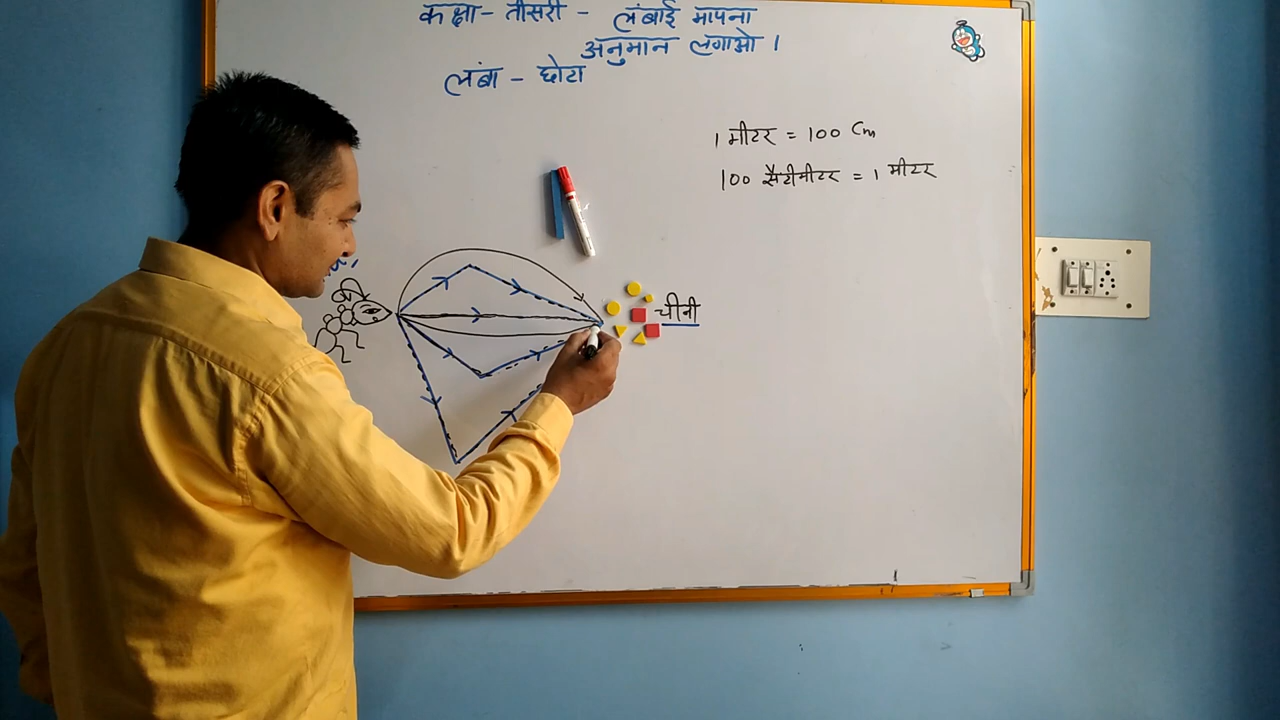 कक्षा - तीसरी - लंबाई मापना
अनुमान लगाओ ।
लंबा - छोटा
1 मीटर = 100 Cm
100 सैंटीमीटर = 1 मीटर
चीनी